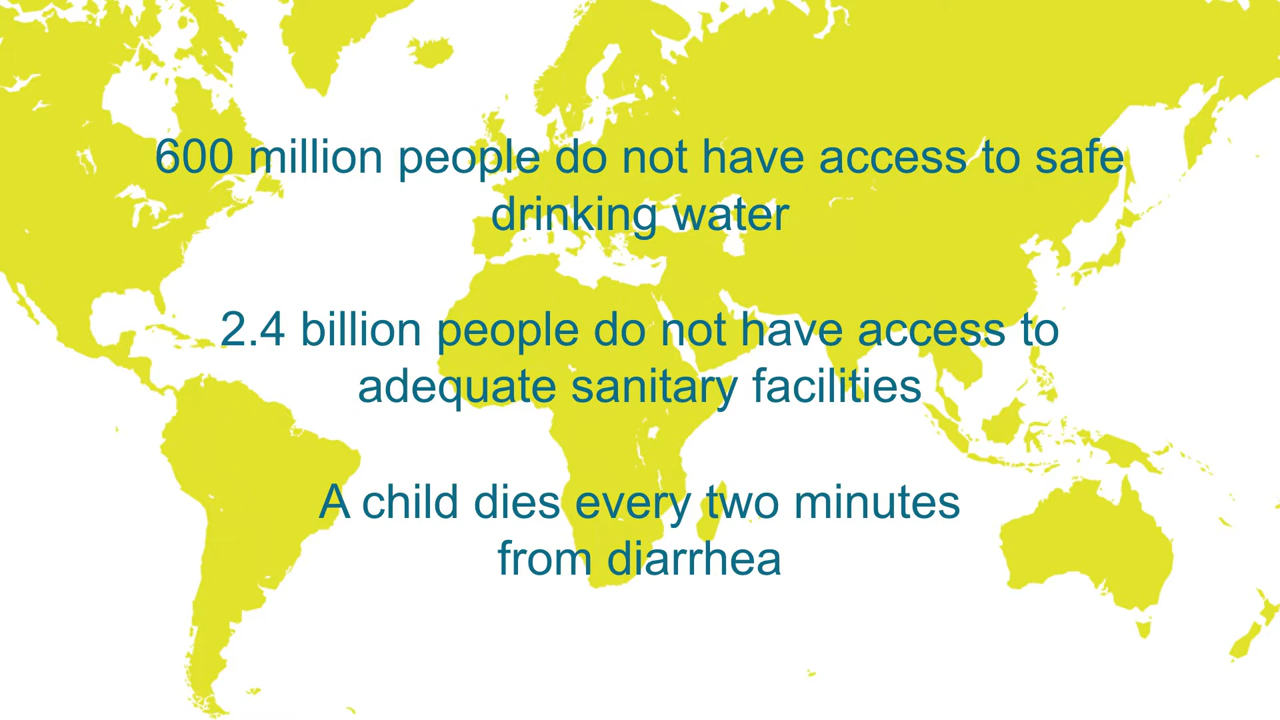 600 million people do not have access to safe
drinking water
2.4 billion people do not have access to
adequate sanitary facilities
A child dies every two minutes
from diarrhea